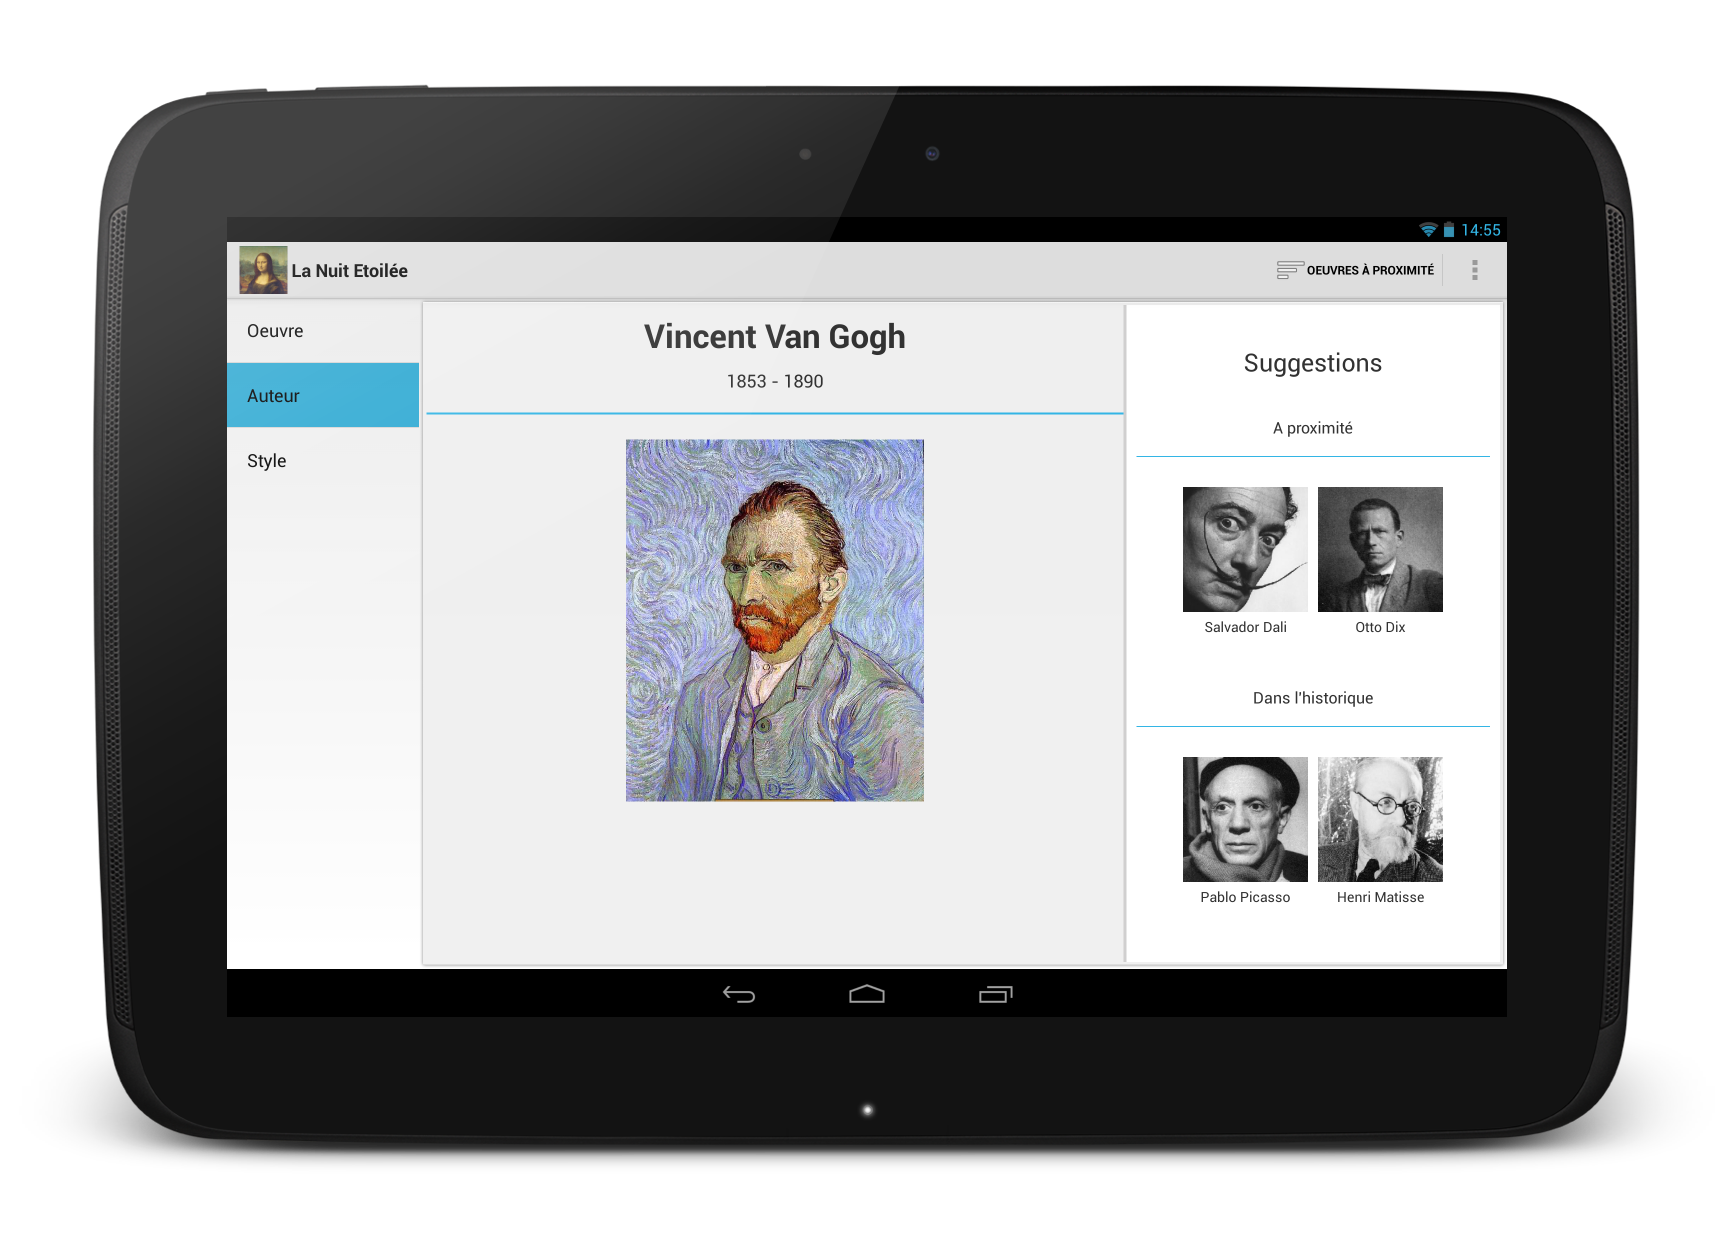 14:55
La Nuit Etoilée
OEUVRES À PROXIMITÉ
Oeuvre
Auteur
Style
Vincent Van Gogh
1853 - 1890
Suggestions
A proximité
Salvador Dali
Otto Dix
Dans l'historique
Pablo Picasso
Henri Matisse